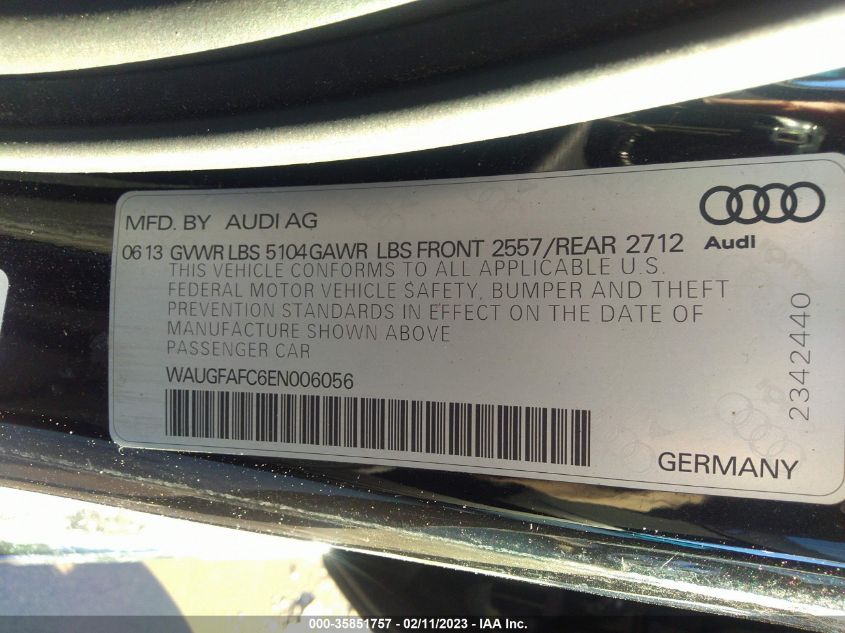 MFD. BY AUDI AG
Audi
06 13 GVWR LBS 5104 GAWR LBS FRONT 2557/REAR 2712
THIS VEHICLE CONFORMS TO ALL APPLICABLE U.S.
FEDERAL MOTOR VEHICLE SAFETY, BUMPER AND THEFT
PREVENTION STANDARDS IN EFFECT ON THE DATE OF
MANUFACTURE SHOWN ABOVE
PASSENGER CAR
WAUGFAFC6EN006056
2342440
GERMANY
000-35851757 - 02/11/2023 - IAA Inc.